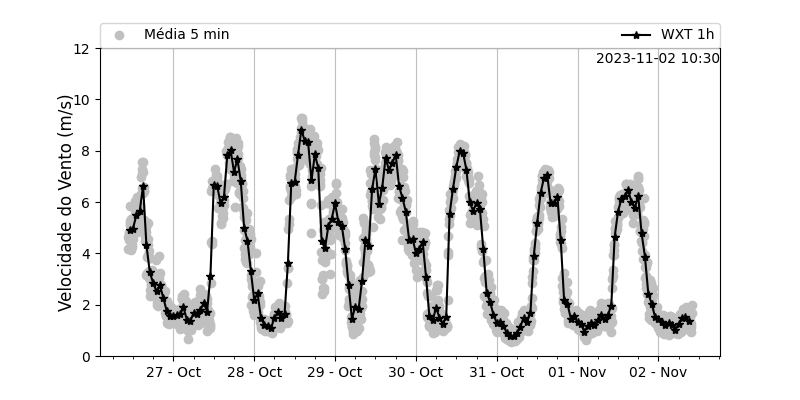 Média 5 min
WXT 1h
2023-11-02 10:30
Velocidade do Vento (m/s)
12
10
8
6
4
2
0
27 - Oct
28 - Oct
29 - Oct
30 - Oct
31 - Oct
01 - Nov
02 - Nov